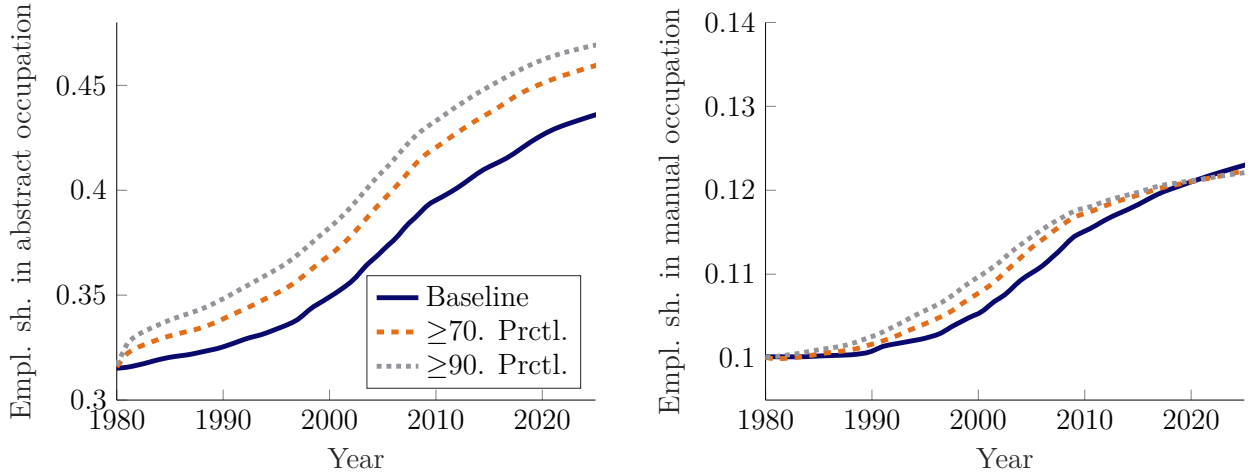 Empl. sh. in abstract occupation
0.45
0.4
0.35
0.3
1980 1990 2000 2010 2020
Year
Baseline
≥70. Prctl.
≥90. Prctl.
Empl. sh. in manual occupation
0.14
0.13
0.12
0.11
0.1
1980 1990 2000 2010 2020
Year